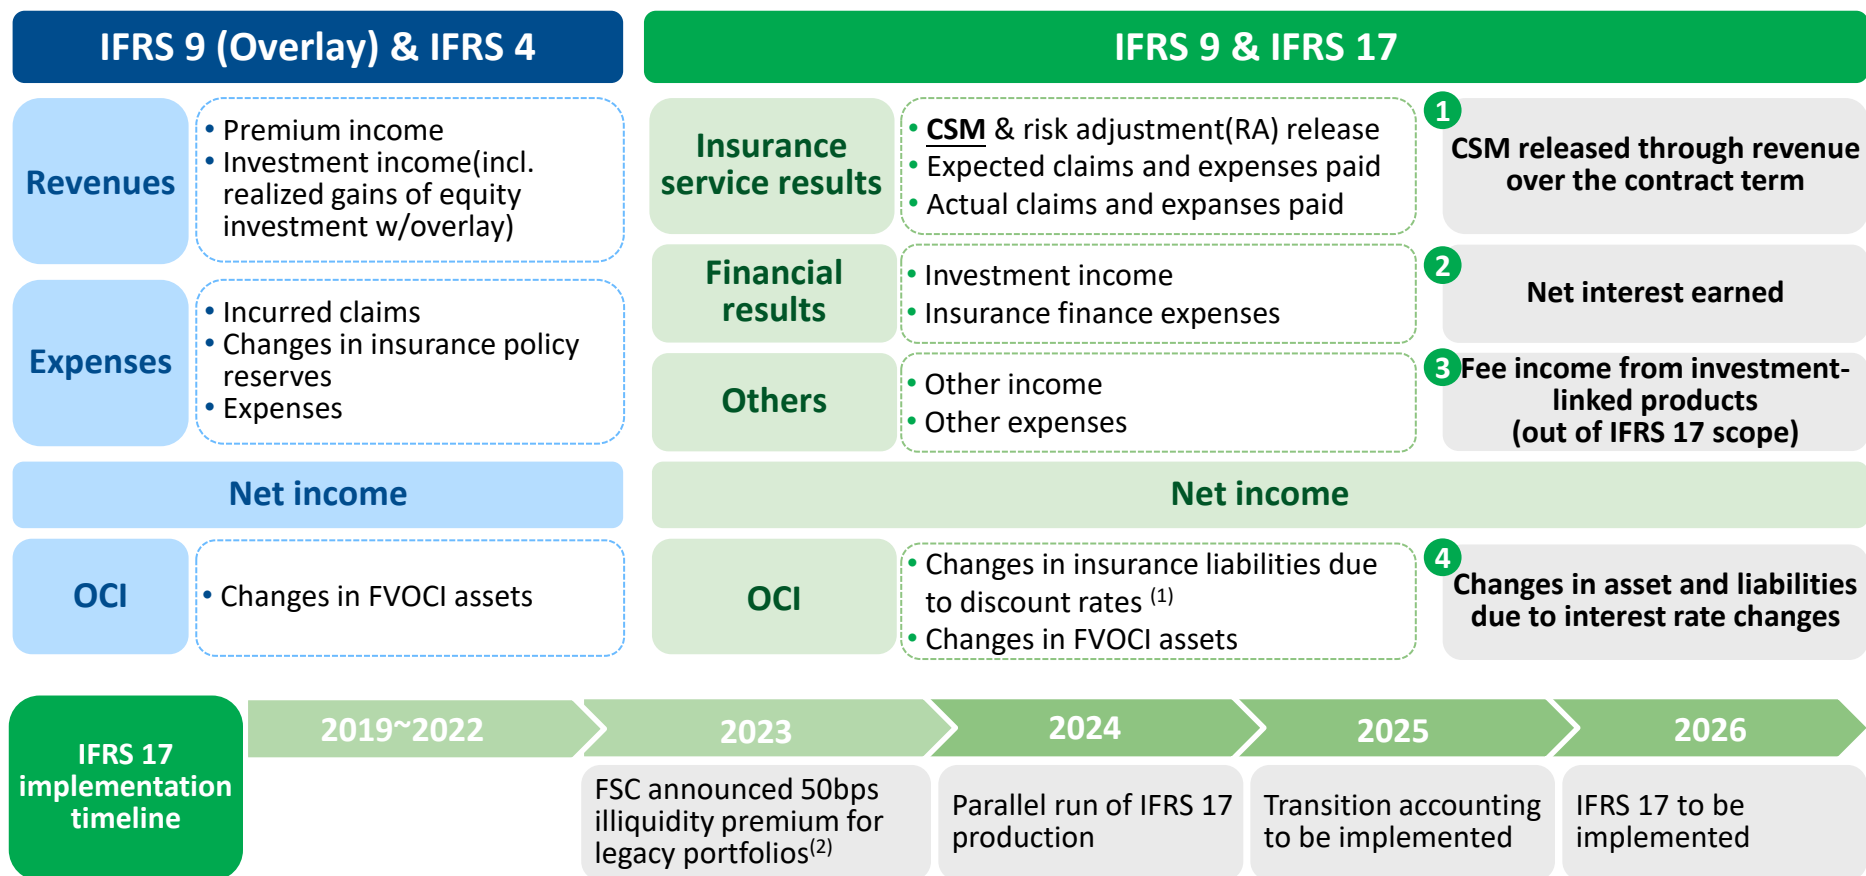 IFRS 9 (Overlay) & IFRS 4
Revenues
• Premium income
• Investment income(incl.
realized gains of equity
investment w/overlay)
Expenses
• Incurred claims
• Changes in insurance policy
reserves
• Expenses
Net income
OCI
• Changes in FVOCI assets
IFRS 9 & IFRS 17
Insurance
service results
• CSM & risk adjustment(RA) release
• Expected claims and expenses paid
• Actual claims and expanses paid
1
CSM released through revenue
over the contract term
Financial
results
• Investment income
• Insurance finance expenses
2
Net interest earned
Others
• Other income
• Other expenses
3
Fee income from investment-
linked products
(out of IFRS 17 scope)
Net income
OCI
• Changes in insurance liabilities due
to discount rates (1)
• Changes in FVOCI assets
4
Changes in asset and liabilities
due to interest rate changes
IFRS 17
implementation
timeline
2019~2022
2023
FSC announced 50bps
illiquidity premium for
legacy portfolios(2)
2024
Parallel run of IFRS 17
production
2025
Transition accounting
to be implemented
2026
IFRS 17 to be
implemented